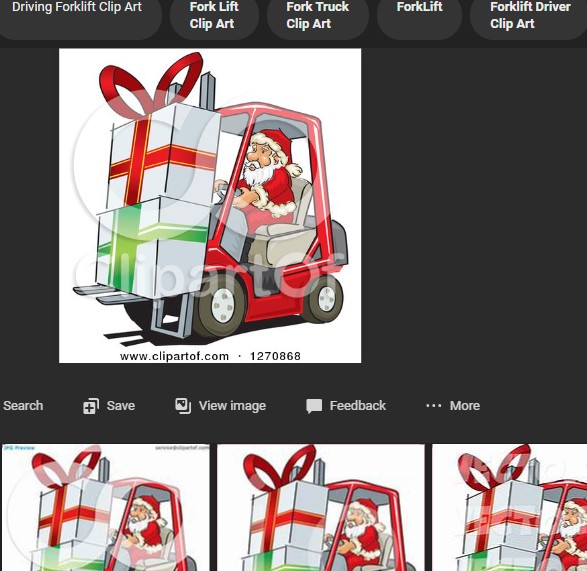 Driving Forklift Clip Art
Fork Lift
Clip Art
Fork Truck
Clip Art
ForkLift
Forklift Driver
Clip Art
ClipartOf
www.clipartof.com · 1270868
Search
Save
View image
Feedback
More
JPG Preview
service@clipartof.com